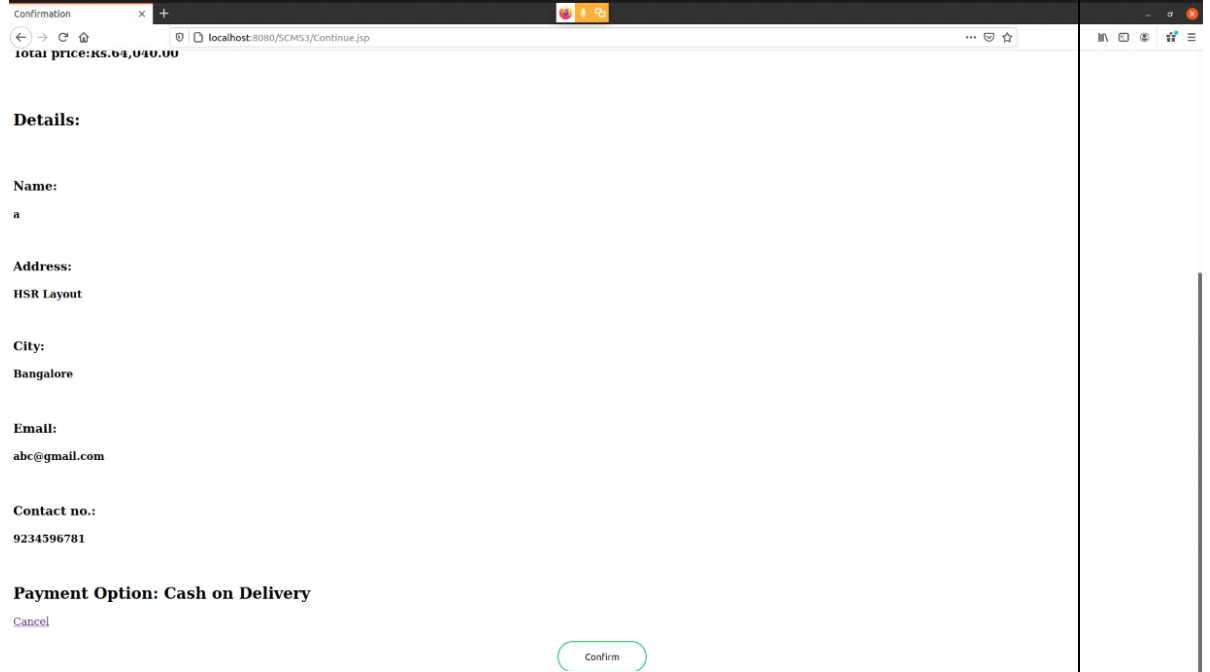 Confirmation
localhost:8080/SCMS3/Continue.jsp
Total price:Rs.64,040.00
Details:
Name:
a
Address:
HSR Layout
City:
Bangalore
Email:
abc@gmail.com
Contact no.:
9234596781
Payment Option: Cash on Delivery
Cancel
Confirm